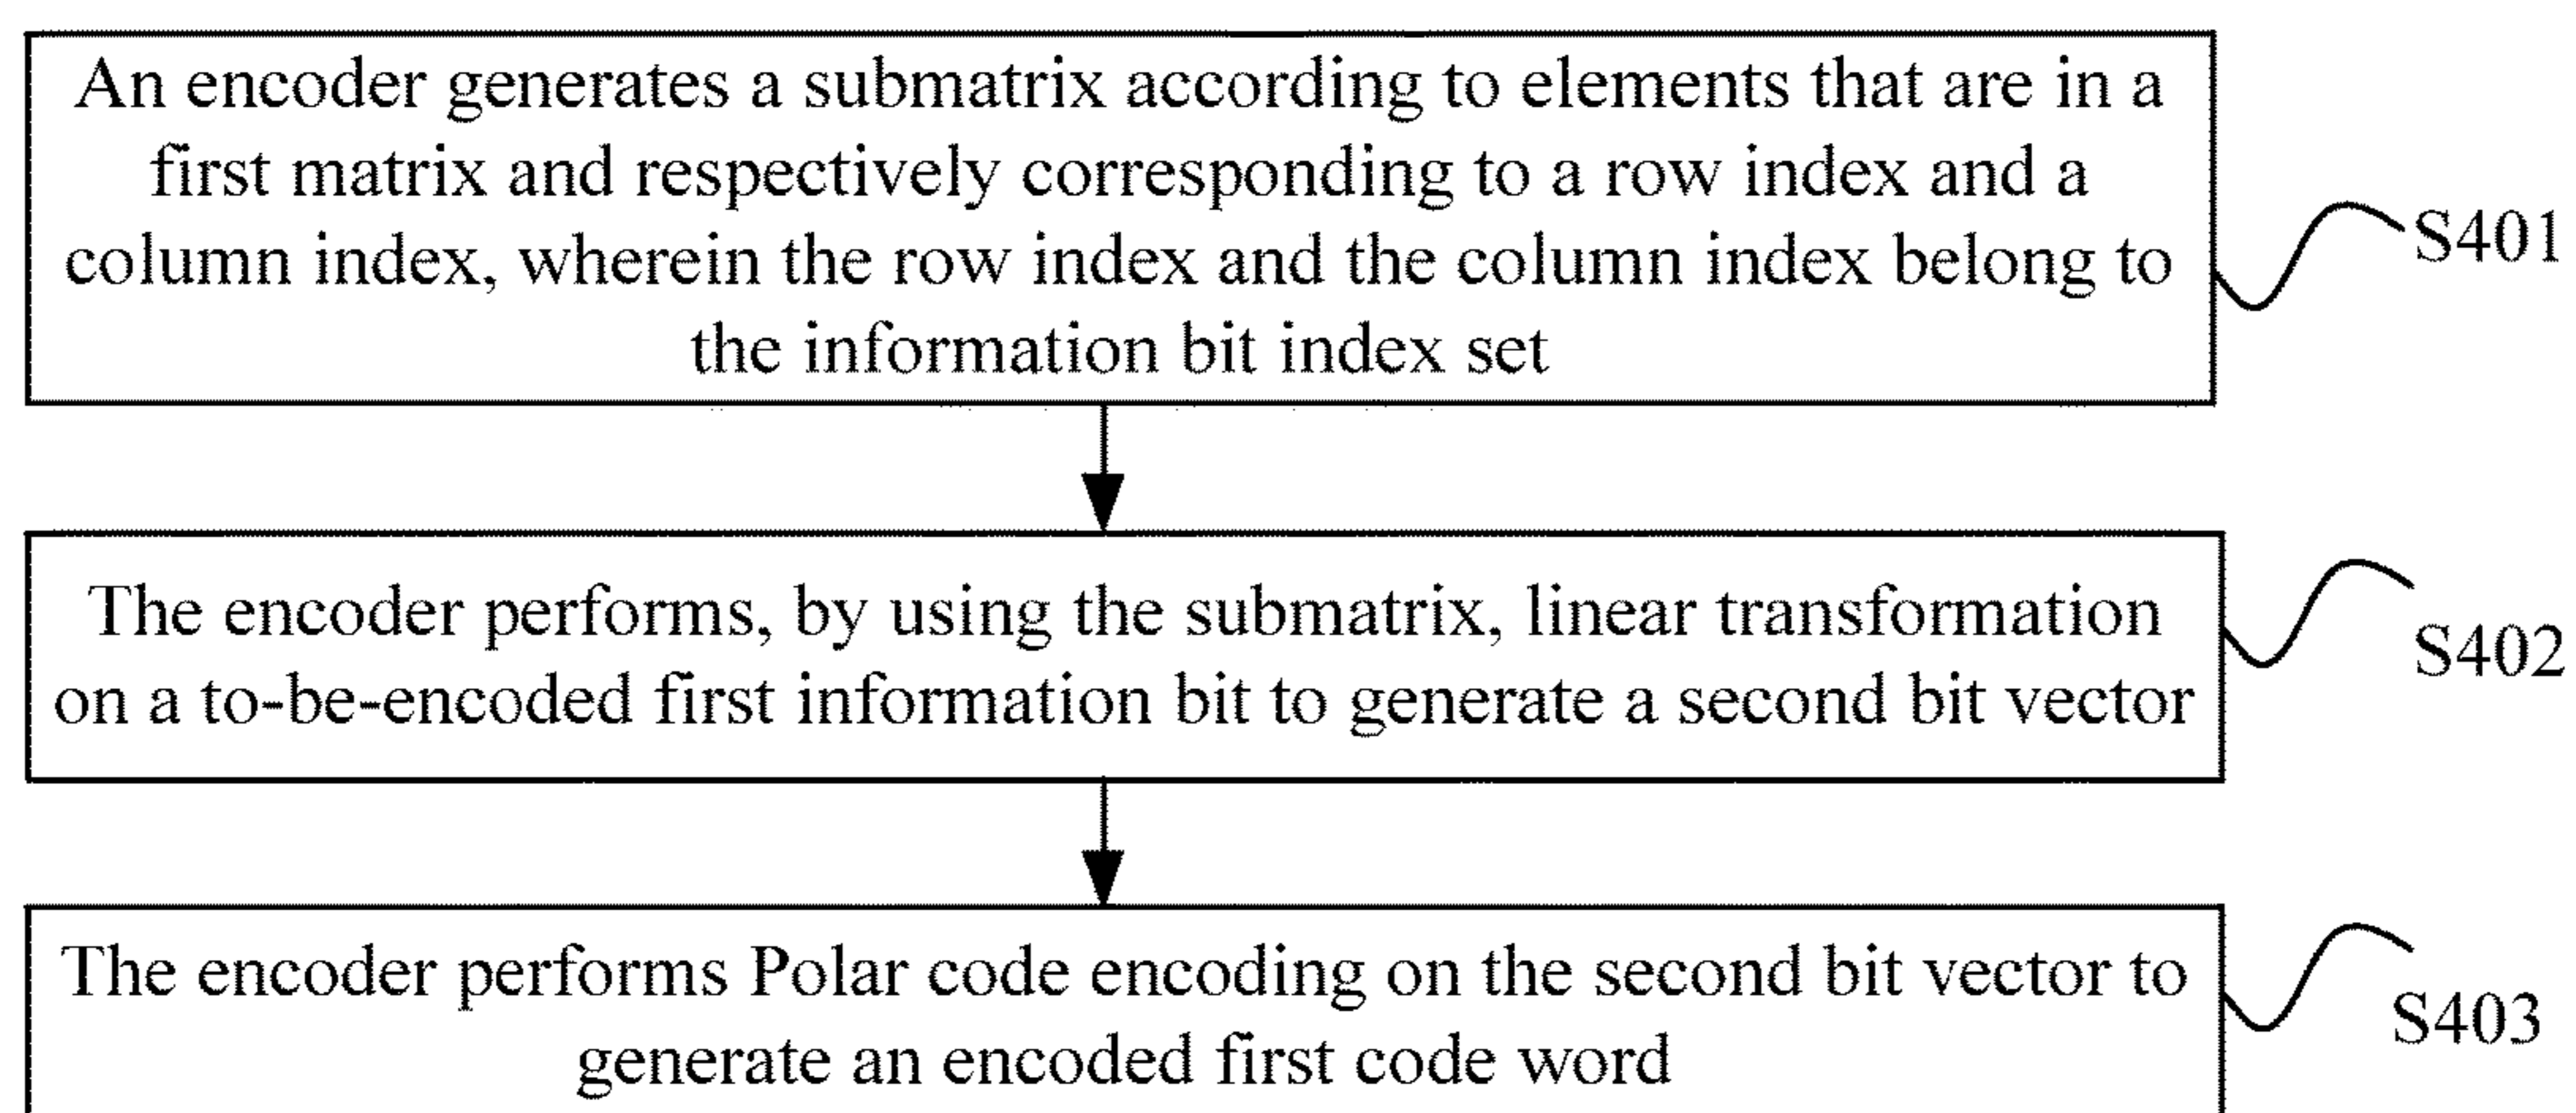 An encoder generates a submatrix according to elements that are in a
first matrix and respectively corresponding to a row index and a
column index, wherein the row index and the column index belong to
the information bit index set
S401
The encoder performs, by using the submatrix, linear transformation
on a to-be-encoded first information bit to generate a second bit vector
S402
The encoder performs Polar code encoding on the second bit vector to
generate an encoded first code word
S403